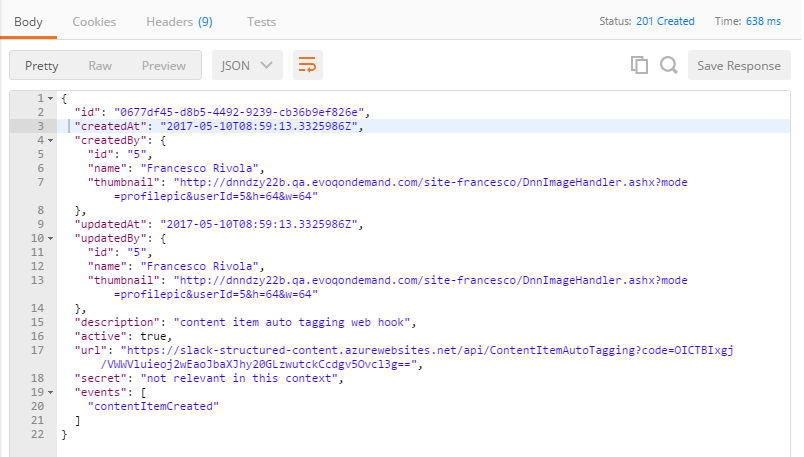 Body Cookies Headers (9) Tests Status: 201 Created Time: 638 ms
Pretty Raw Preview JSON Save Response
1 {
2 "id": "0677df45-d8b5-4492-9239-cb36b9ef826e",
3 "createdAt": "2017-05-10T08:59:13.3325986Z",
4 "createdBy": {
5 "id": "5",
6 "name": "Francesco Rivola",
7 "thumbnail": "http://dnndzy22b.qa.evoqondemand.com/site-francesco/DnnImageHandler.ashx?mode
=profilepic&userId=5&h=64&w=64"
8 },
9 "updatedAt": "2017-05-10T08:59:13.3325986Z",
10 "updatedBy": {
11 "id": "5",
12 "name": "Francesco Rivola",
13 "thumbnail": "http://dnndzy22b.qa.evoqondemand.com/site-francesco/DnnImageHandler.ashx?mode
=profilepic&userId=5&h=64&w=64"
14 },
15 "description": "content item auto tagging web hook",
16 "active": true,
17 "url": "https://slack-structured-content.azurewebsites.net/api/ContentItemAutoTagging?code=OICTBIxgj
/VWWVluieoj2wEaoJbaXJhy20GLzwutckCcdgv5Ovcl3g==",
18 "secret": "not relevant in this context",
19 "events": [
20 "contentItemCreated"
21 ]
22 }